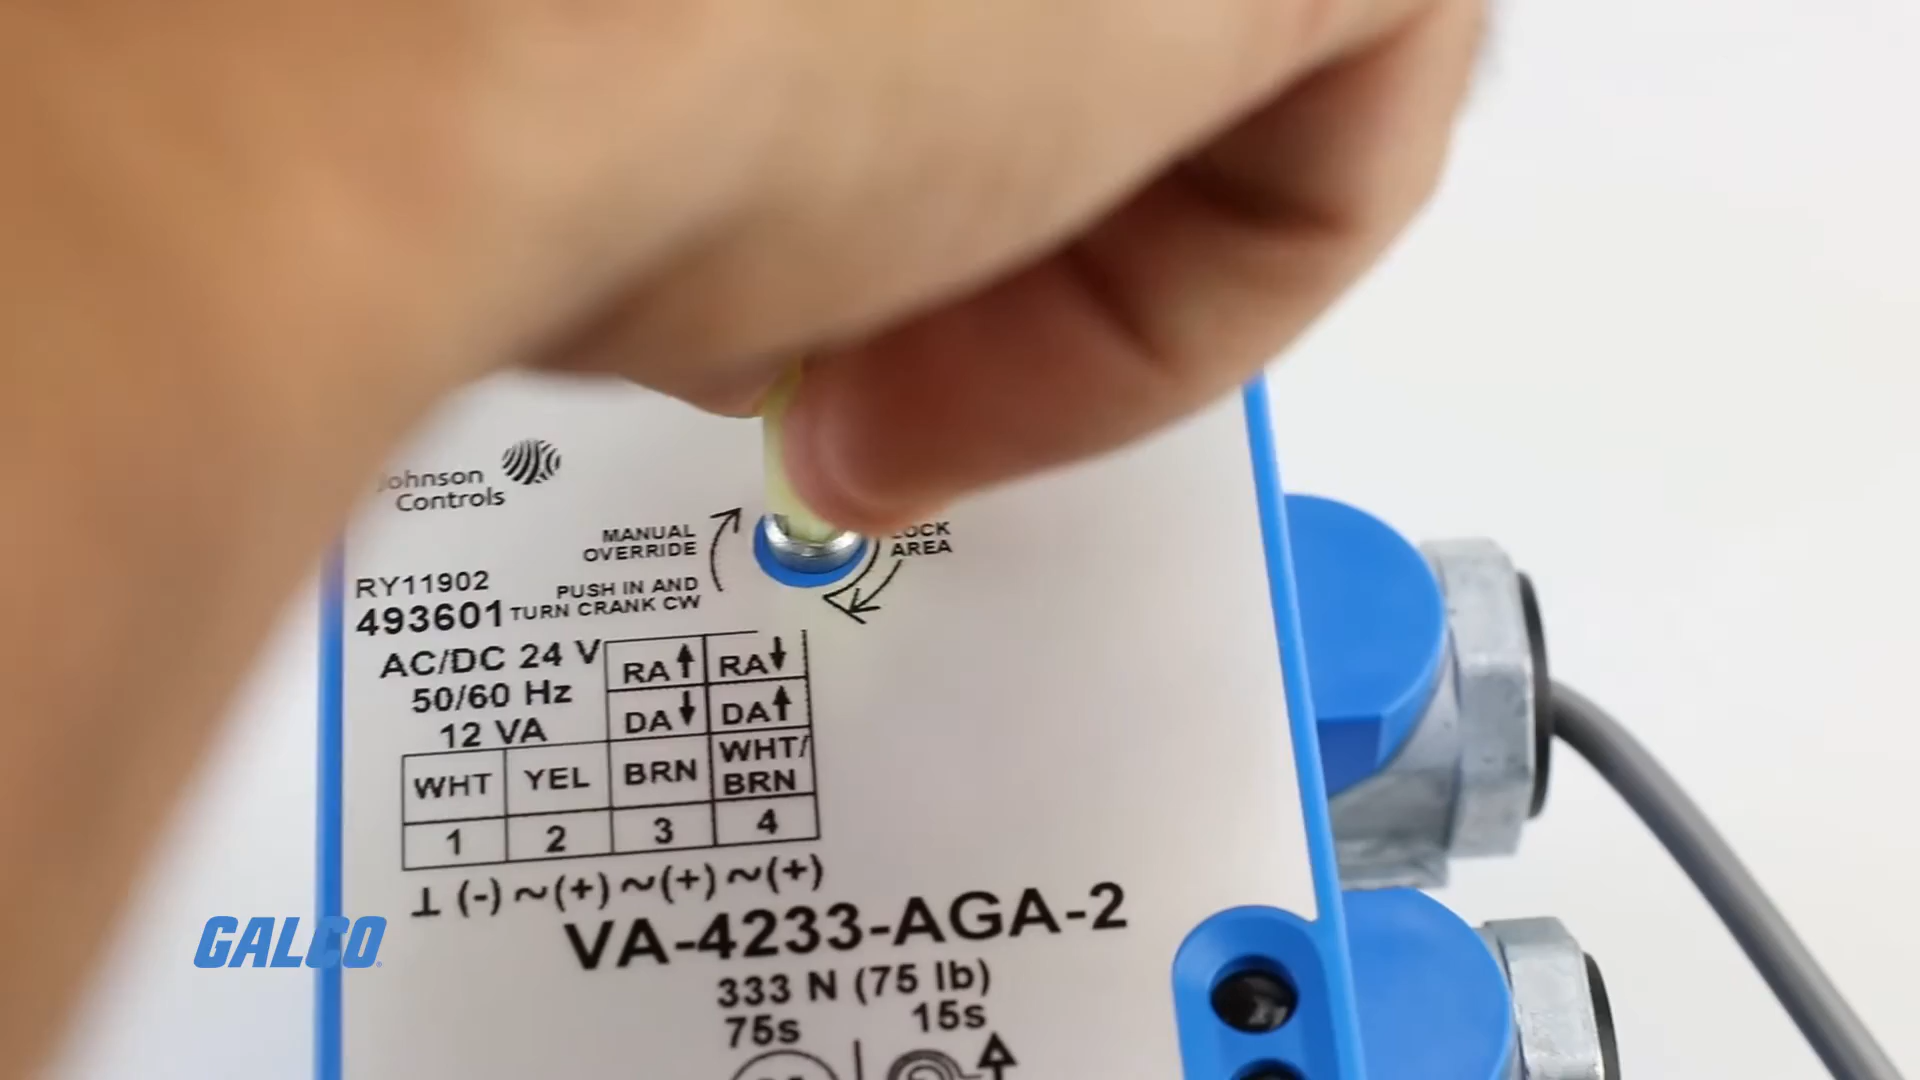 Johnson
Controls
MANUAL
OVERRIDE
PUSH IN AND
TURN CRANK CW
AREA
RY11902
493601
AC/DC 24 V
50/60 Hz
12 VA
RA↑ RA↓
DA↓ DA↑
WHT YEL BRN WHT/
BRN
1 2 3 4
⊥ (-) ~(+) ~(+) ~(+)
VA-4233-AGA-2
333 N (75 lb)
75s 15s
GALCO